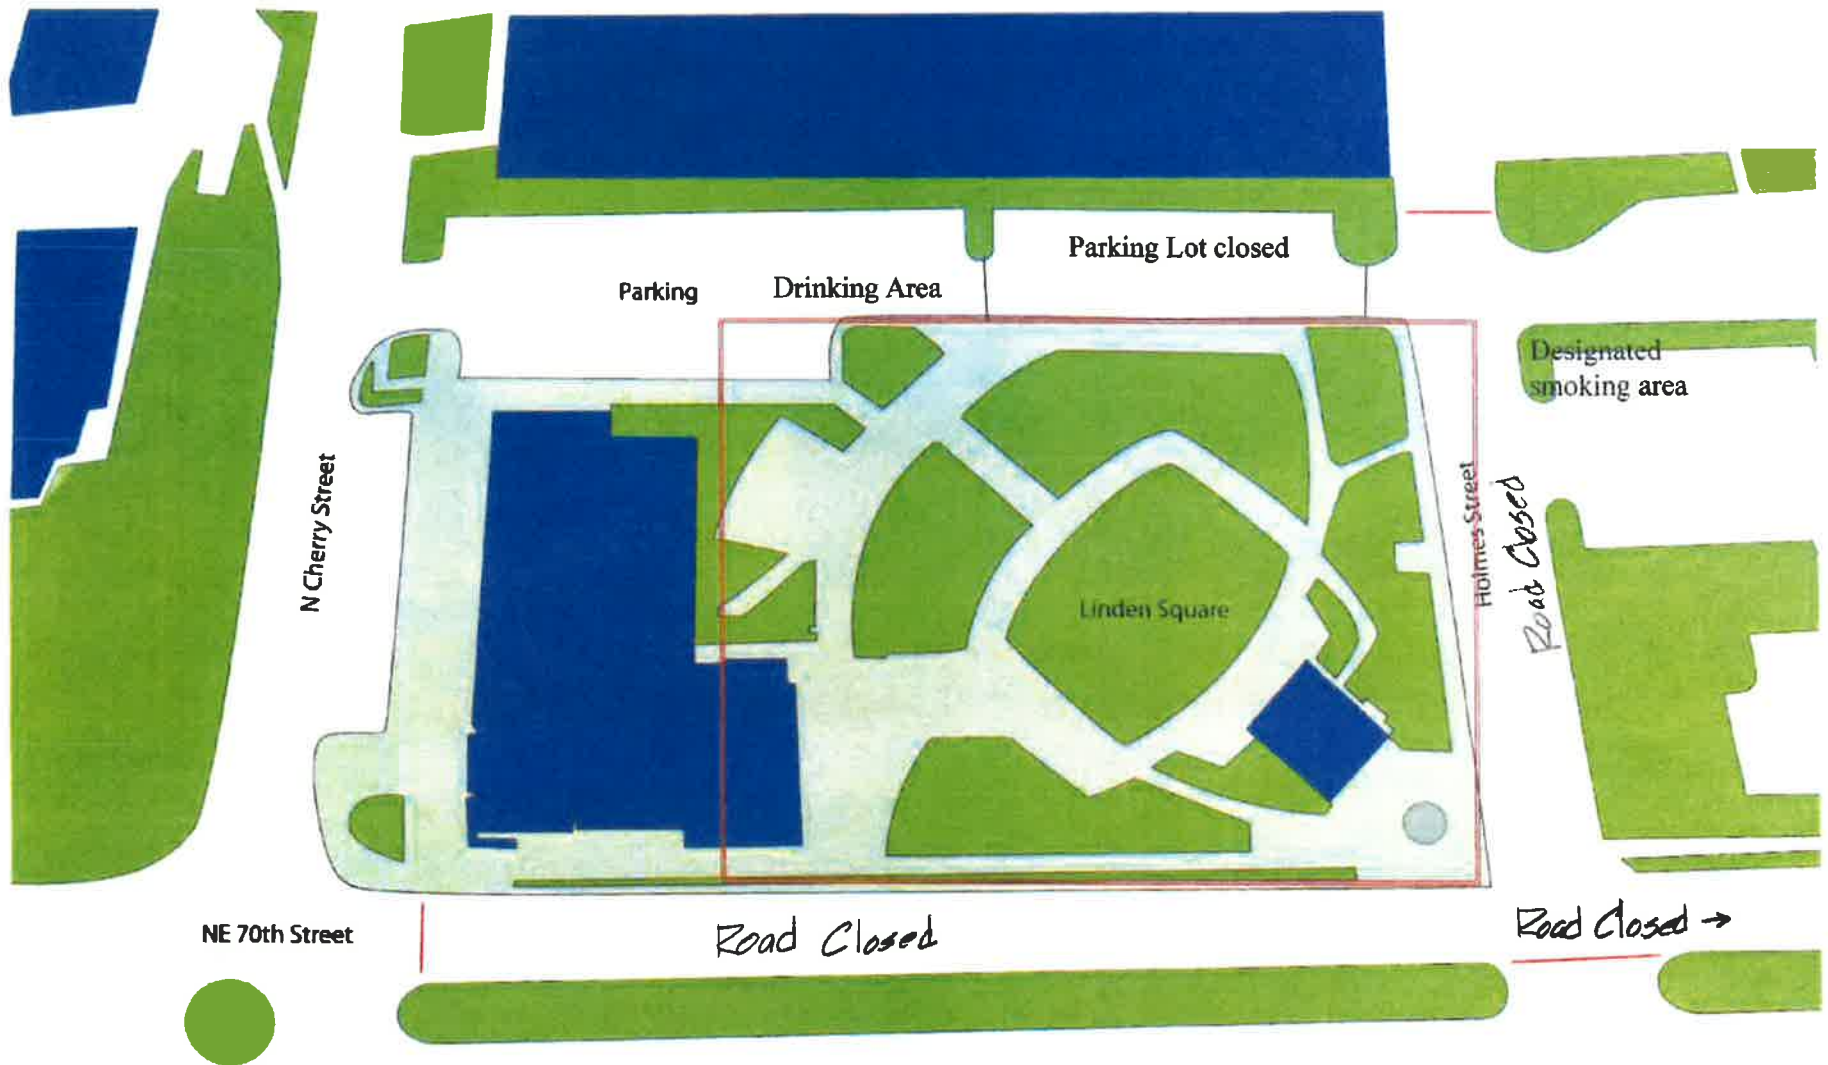 Parking Lot closed
Parking
Drinking Area
Designated
smoking area
N Cherry Street
Holmes Street
Road Closed
Linden Square
NE 70th Street
Road Closed
Road Closed →